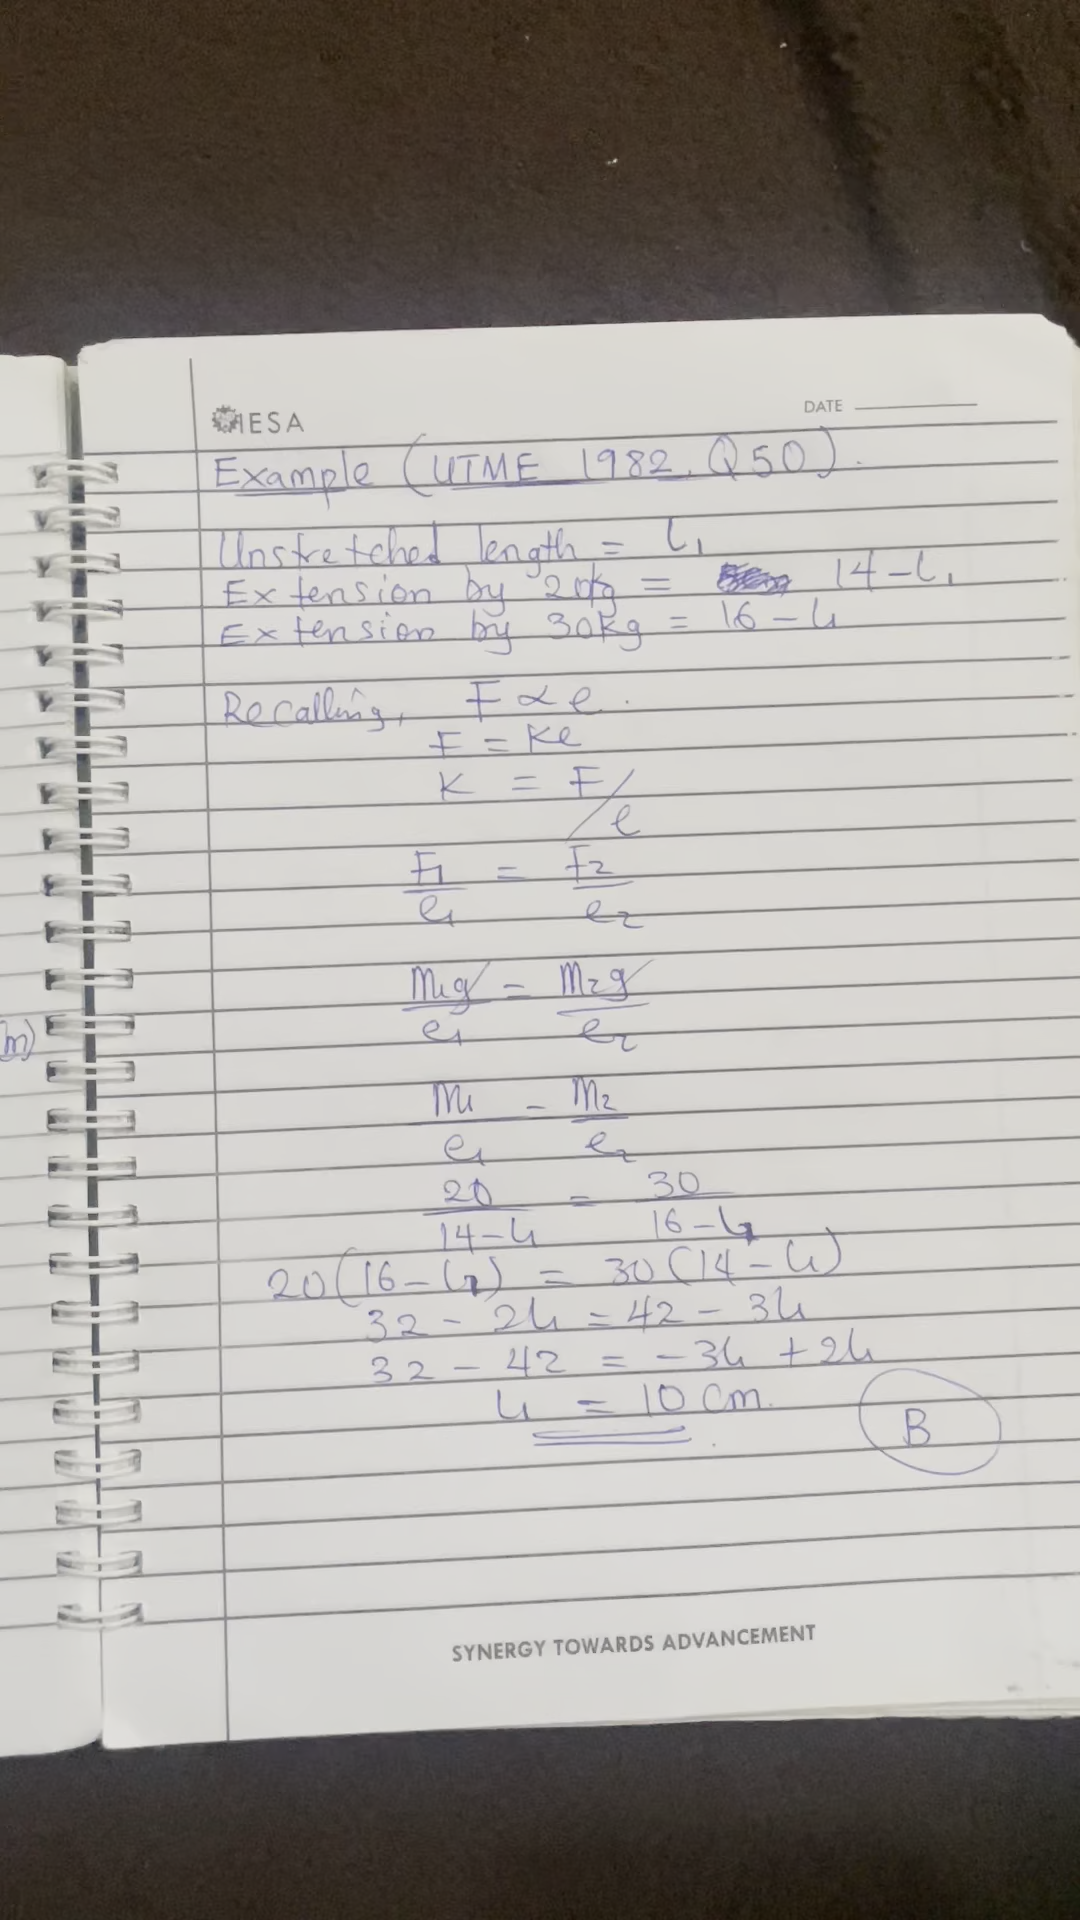 IESA
DATE
Example (UTME 1982, Q50).
Unstretched length = L₁
Extension by 20kg = 14-L₁
Extension by 30kg = 16-L₁
Recalling, F ∝ e.
F = Ke
K = F/e
F₁/e₁ = F₂/e₂
m)
M₁g/e₁ = M₂g/e₂
M₁/e₁ = M₂/e₂
20/14-L₁ = 30/16-L₁
20(16-L₁) = 30(14-L₁)
32 - 2L₁ = 42 - 3L₁
32 - 42 = -3L₁ + 2L₁
L₁ = 10 cm.
B
SYNERGY TOWARDS ADVANCEMENT